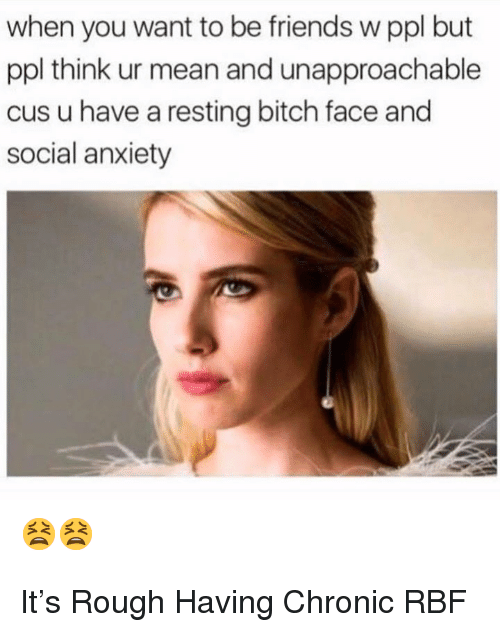 when you want to be friends w ppl but
ppl think ur mean and unapproachable
cus u have a resting bitch face and
social anxiety
😫😫
It’s Rough Having Chronic RBF